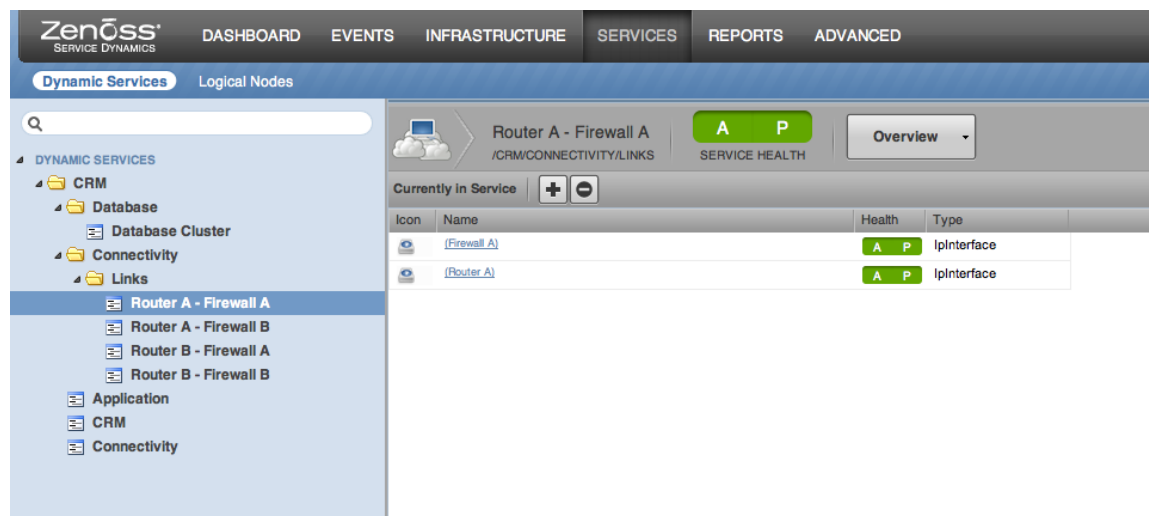 Zenōss
SERVICE DYNAMICS
DASHBOARD EVENTS INFRASTRUCTURE SERVICES REPORTS ADVANCED
Dynamic Services Logical Nodes
DYNAMIC SERVICES
CRM
Database
Database Cluster
Connectivity
Links
Router A - Firewall A
Router A - Firewall B
Router B - Firewall A
Router B - Firewall B
Application
CRM
Connectivity
Router A - Firewall A
/CRM/CONNECTIVITY/LINKS
A P
SERVICE HEALTH
Overview
Currently in Service
Icon Name Health Type
(Firewall A) A P IpInterface
(Router A) A P IpInterface